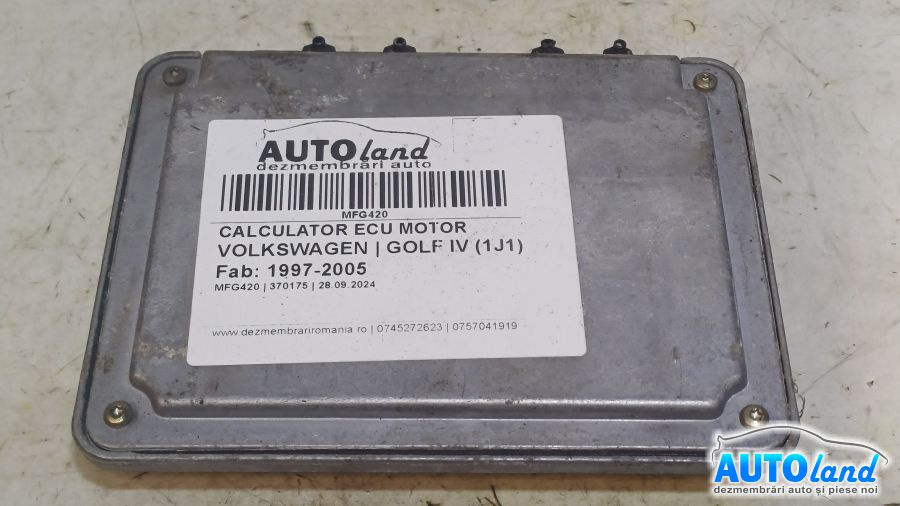 AUTOland
dezmembrări auto
MFG420
CALCULATOR ECU MOTOR
VOLKSWAGEN | GOLF IV (1J1)
Fab: 1997-2005
MFG420 | 370175 | 28.09.2024
www.dezmembrariromania.ro | 0745272623 | 0757041919
AUTOland
dezmembrări auto și piese noi